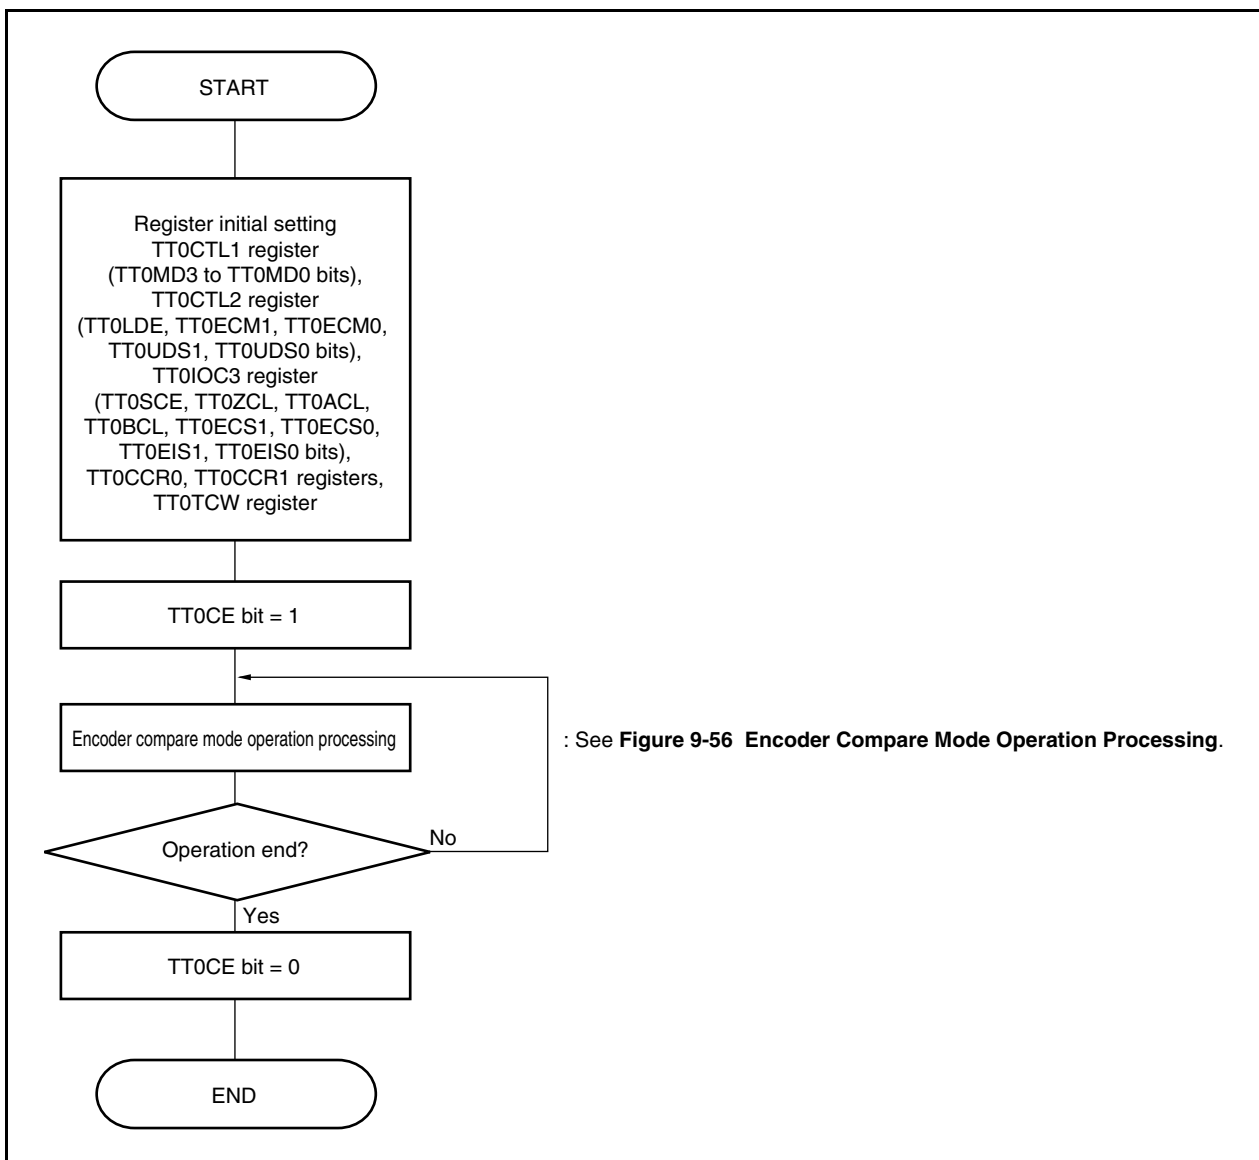 START
Register initial setting
TT0CTL1 register
(TT0MD3 to TT0MD0 bits),
TT0CTL2 register
(TT0LDE, TT0ECM1, TT0ECM0,
TT0UDS1, TT0UDS0 bits),
TT0IOC3 register
(TT0SCE, TT0ZCL, TT0ACL,
TT0BCL, TT0ECS1, TT0ECS0,
TT0EIS1, TT0EIS0 bits),
TT0CCR0, TT0CCR1 registers,
TT0TCW register
TT0CE bit = 1
Encoder compare mode operation processing
: See Figure 9-56 Encoder Compare Mode Operation Processing.
Operation end?
No
Yes
TT0CE bit = 0
END